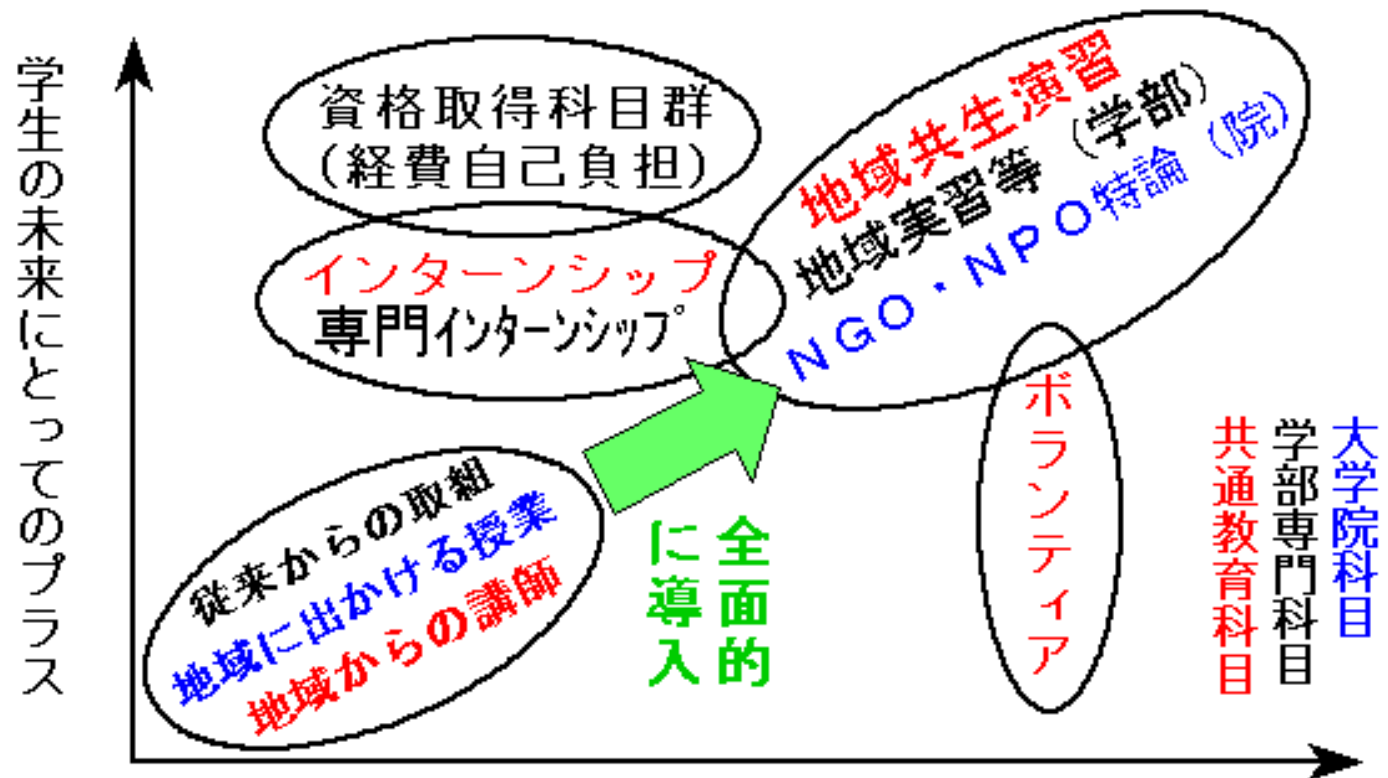 学生の未来にとってのプラス
資格取得科目群
(経費自己負担)
インターンシップ
専門インターンシップ
地域共生演習
地域実習等（学部）
ＮＧＯ・ＮＰＯ特論（院）
ボランティア
従来からの取組
地域に出かける授業
地域からの講師
全面的
に導入
大学院科目
学部専門科目
共通教育科目